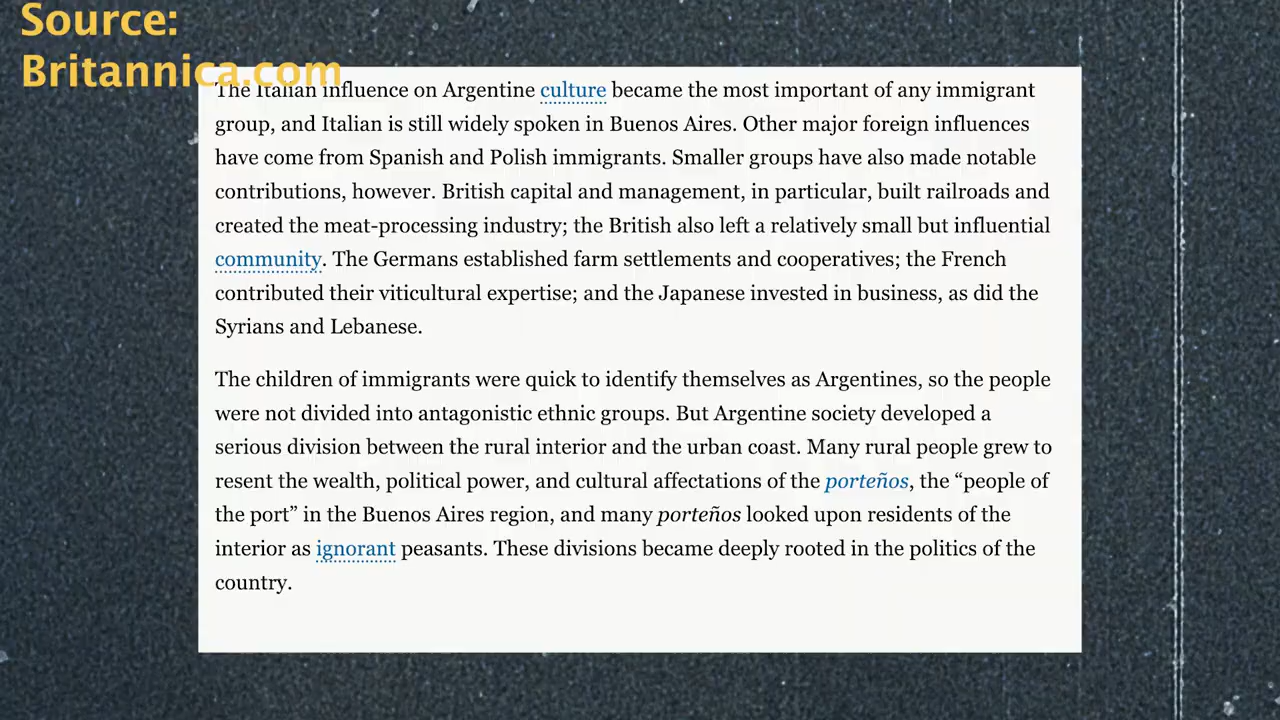 Source:
Britannica.com
The Italian influence on Argentine culture became the most important of any immigrant
group, and Italian is still widely spoken in Buenos Aires. Other major foreign influences
have come from Spanish and Polish immigrants. Smaller groups have also made notable
contributions, however. British capital and management, in particular, built railroads and
created the meat-processing industry; the British also left a relatively small but influential
community. The Germans established farm settlements and cooperatives; the French
contributed their viticultural expertise; and the Japanese invested in business, as did the
Syrians and Lebanese.
The children of immigrants were quick to identify themselves as Argentines, so the people
were not divided into antagonistic ethnic groups. But Argentine society developed a
serious division between the rural interior and the urban coast. Many rural people grew to
resent the wealth, political power, and cultural affectations of the porteños, the “people of
the port” in the Buenos Aires region, and many porteños looked upon residents of the
interior as ignorant peasants. These divisions became deeply rooted in the politics of the
country.